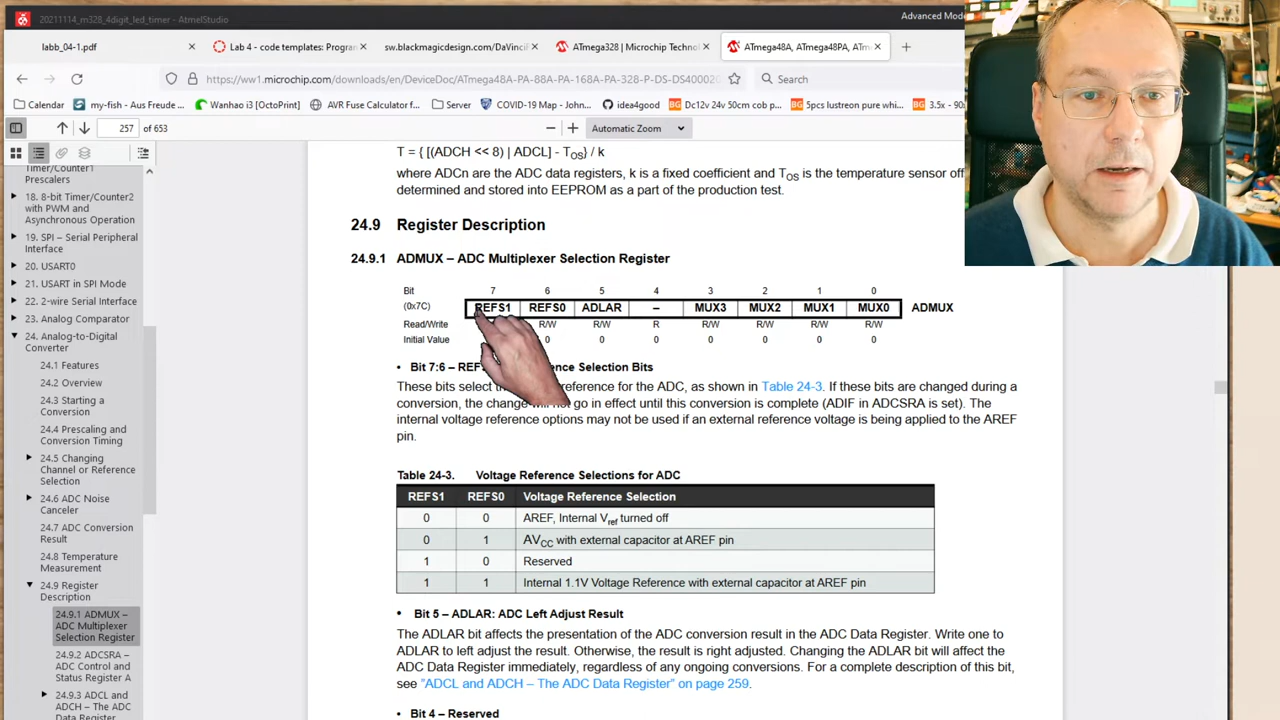 20211114_m328_4digit_led_timer - AtmelStudio
Advanced Mod
labb_04-1.pdf
Lab 4 - code templates: Progran
sw.blackmagicdesign.com/DaVinciR
ATmega328 | Microchip Technol
ATmega48A, ATmega48PA, ATm
https://ww1.microchip.com/downloads/en/DeviceDoc/ATmega48A-PA-88A-PA-168A-PA-328-P-DS-DS400020
Search
Calendar
my-fish - Aus Freude
Wanhao i3 [OctoPrint]
AVR Fuse Calculator f
Server
COVID-19 Map - John...
idea4good
Dc12v 24v 50cm cob p...
5pcs lustreon pure whi...
3.5x - 90
257 of 653
Automatic Zoom
Timer/Counter1
Prescalers
18. 8-bit Timer/Counter2
with PWM and
Asynchronous Operation
19. SPI – Serial Peripheral
Interface
20. USART0
21. USART in SPI Mode
22. 2-wire Serial Interface
23. Analog Comparator
24. Analog-to-Digital
Converter
24.1 Features
24.2 Overview
24.3 Starting a
Conversion
24.4 Prescaling and
Conversion Timing
24.5 Changing
Channel or Reference
Selection
24.6 ADC Noise
Canceler
24.7 ADC Conversion
Result
24.8 Temperature
Measurement
24.9 Register
Description
24.9.1 ADMUX –
ADC Multiplexer
Selection Register
24.9.2 ADCSRA –
ADC Control and
Status Register A
24.9.3 ADCL and
ADCH – The ADC
Data Register
T = { [(ADCH << 8) | ADCL] - TOS} / k
where ADCn are the ADC data registers, k is a fixed coefficient and TOS is the temperature sensor off
determined and stored into EEPROM as a part of the production test.
24.9 Register Description
24.9.1 ADMUX – ADC Multiplexer Selection Register
Bit 7 6 5 4 3 2 1 0
(0x7C) REFS1 REFS0 ADLAR – MUX3 MUX2 MUX1 MUX0 ADMUX
Read/Write R/W R/W R R/W R/W R/W R/W
Initial Value 0 0 0 0 0 0 0
• Bit 7:6 – REF ence Selection Bits
These bits select th reference for the ADC, as shown in Table 24-3. If these bits are changed during a
conversion, the change will not go in effect until this conversion is complete (ADIF in ADCSRA is set). The
internal voltage reference options may not be used if an external reference voltage is being applied to the AREF
pin.
Table 24-3. Voltage Reference Selections for ADC
REFS1 REFS0 Voltage Reference Selection
0 0 AREF, Internal Vref turned off
0 1 AVCC with external capacitor at AREF pin
1 0 Reserved
1 1 Internal 1.1V Voltage Reference with external capacitor at AREF pin
• Bit 5 – ADLAR: ADC Left Adjust Result
The ADLAR bit affects the presentation of the ADC conversion result in the ADC Data Register. Write one to
ADLAR to left adjust the result. Otherwise, the result is right adjusted. Changing the ADLAR bit will affect the
ADC Data Register immediately, regardless of any ongoing conversions. For a complete description of this bit,
see "ADCL and ADCH – The ADC Data Register" on page 259.
• Bit 4 – Reserved